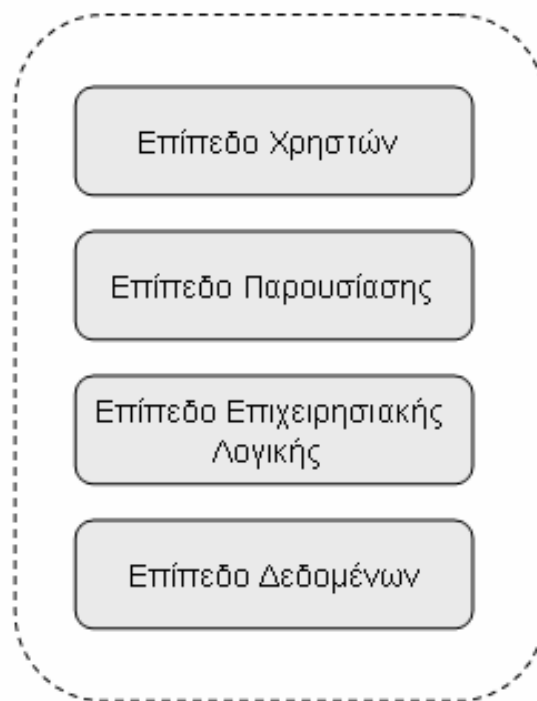 Επίπεδο Χρηστών
Επίπεδο Παρουσίασης
Επίπεδο Επιχειρησιακής
Λογικής
Επίπεδο Δεδομένων